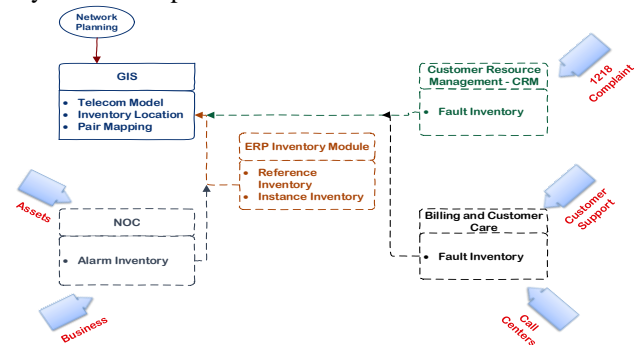 Network
Planning
GIS
• Telecom Model
• Inventory Location
• Pair Mapping
Customer Resource
Management - CRM
• Fault Inventory
1218
Complaint
ERP Inventory Module
• Reference
Inventory
• Instance Inventory
Assets
NOC
• Alarm Inventory
Business
Billing and Customer
Care
• Fault Inventory
Customer
Support
Call
Centers